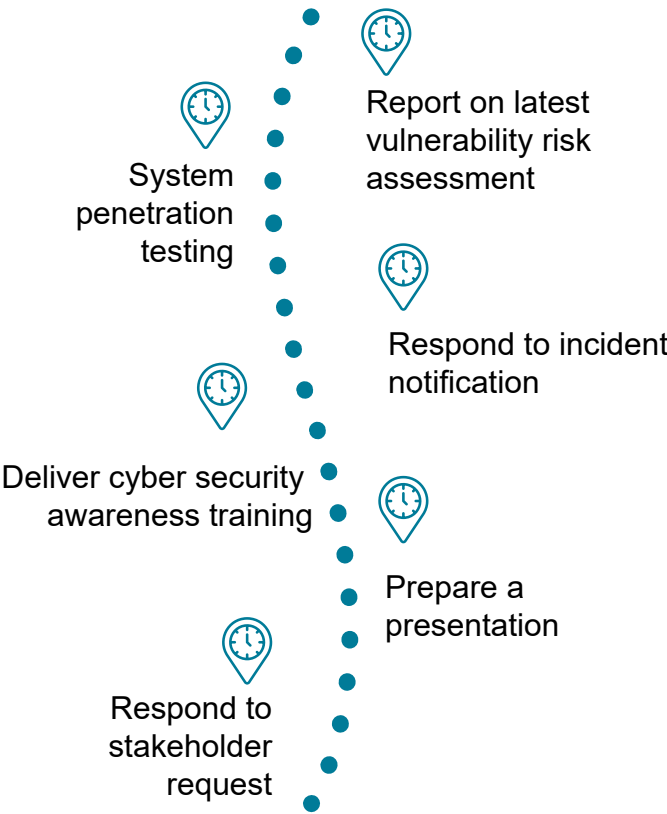 Report on latest
vulnerability risk
assessment
System
penetration
testing
Respond to incident
notification
Deliver cyber security
awareness training
Prepare a
presentation
Respond to
stakeholder
request